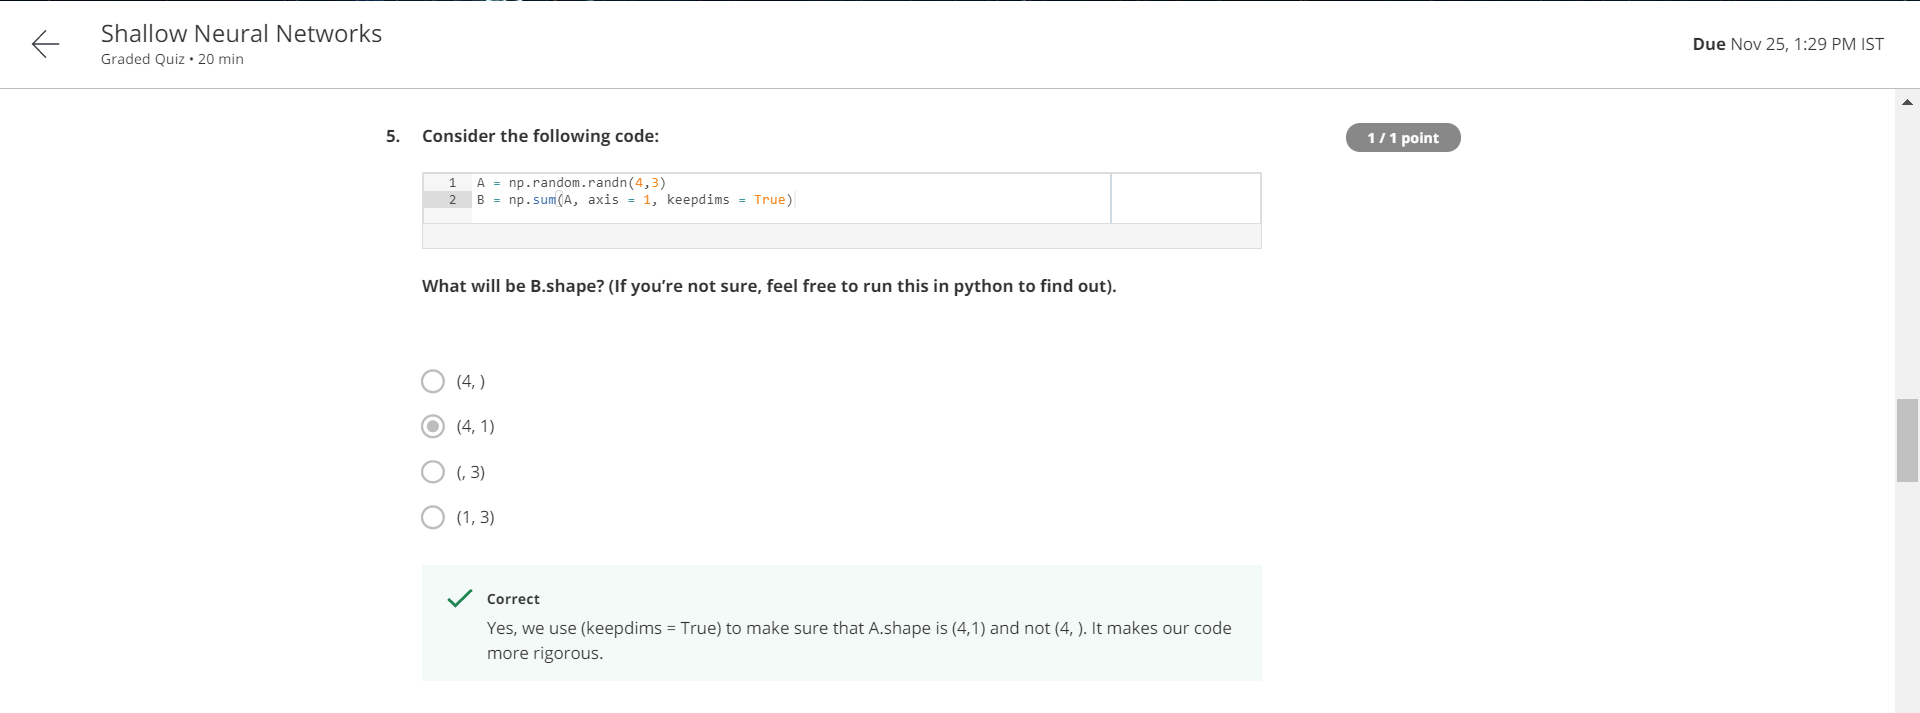 Shallow Neural Networks
Graded Quiz • 20 min
Due Nov 25, 1:29 PM IST
5. Consider the following code:
1 / 1 point
1 A = np.random.randn(4,3)
2 B = np.sum(A, axis = 1, keepdims = True)
What will be B.shape? (If you’re not sure, feel free to run this in python to find out).
(4, )
(4, 1)
(, 3)
(1, 3)
Correct
Yes, we use (keepdims = True) to make sure that A.shape is (4,1) and not (4, ). It makes our code
more rigorous.